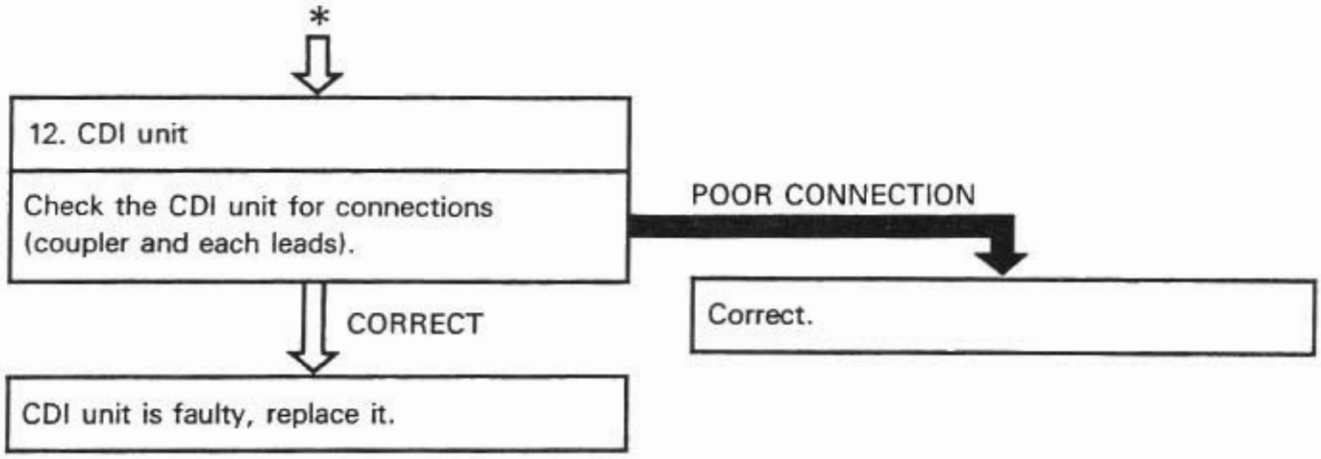 *
12. CDI unit
Check the CDI unit for connections
(coupler and each leads).
POOR CONNECTION
Correct.
CORRECT
CDI unit is faulty, replace it.